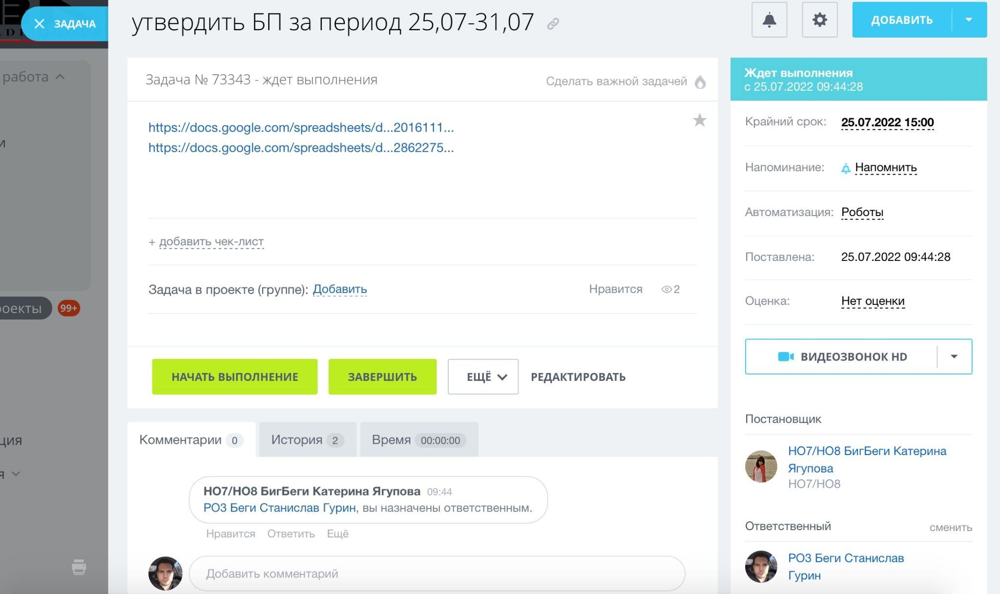 ЗАДАЧА
утвердить БП за период 25,07-31,07
ДОБАВИТЬ
работа
и
роекты 99+
ция
я
Задача № 73343 - ждет выполнения
Сделать важной задачей
https://docs.google.com/spreadsheets/d...2016111...
https://docs.google.com/spreadsheets/d...2862275...
+ добавить чек-лист
Задача в проекте (группе): Добавить
Нравится 2
НАЧАТЬ ВЫПОЛНЕНИЕ
ЗАВЕРШИТЬ
ЕЩЁ
РЕДАКТИРОВАТЬ
Комментарии 0
История 2
Время 00:00:00
НО7/НО8 БигБеги Катерина Ягупова 09:44
РО3 Беги Станислав Гурин, вы назначены ответственным.
Нравится Ответить Ещё
Добавить комментарий
Ждет выполнения
с 25.07.2022 09:44:28
Крайний срок: 25.07.2022 15:00
Напоминание: Напомнить
Автоматизация: Роботы
Поставлена: 25.07.2022 09:44:28
Оценка: Нет оценки
ВИДЕОЗВОНОК HD
Постановщик
НО7/НО8 БигБеги Катерина
Ягупова
НО7/НО8
Ответственный сменить
РО3 Беги Станислав
Гурин